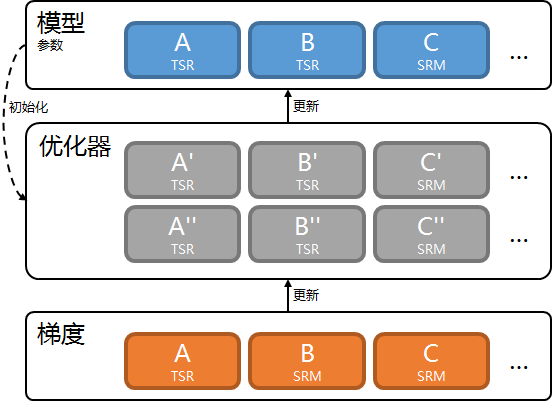 模型
参数
A B C
TSR TSR SRM ...
初始化
更新
优化器
A' B' C'
TSR TSR SRM ...
A'' B'' C''
TSR TSR SRM ...
更新
梯度
A B C
TSR SRM SRM ...